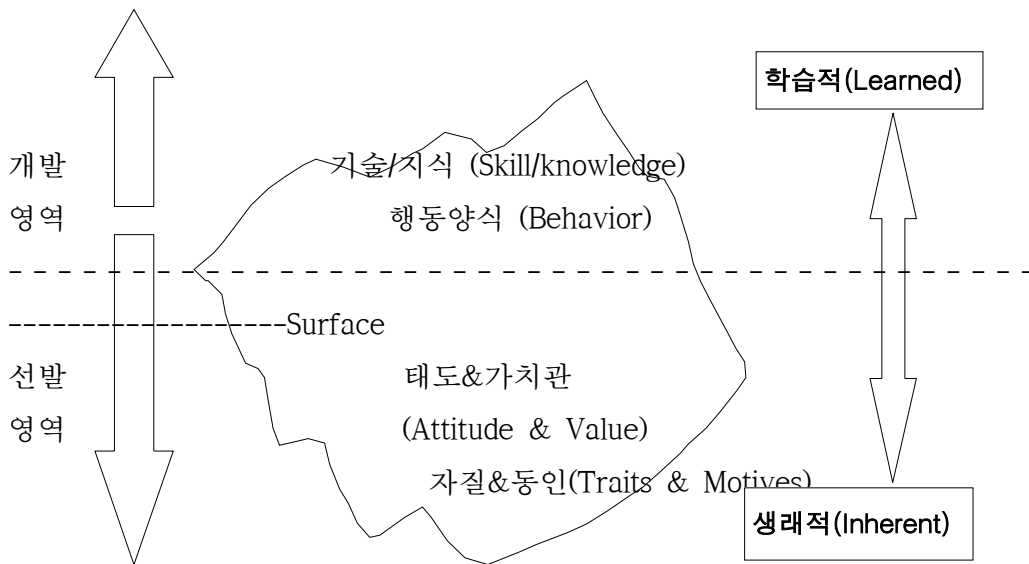 학습적(Learned)
개발
기술/지식 (Skill/knowledge)
영역
행동양식 (Behavior)
Surface
선발
태도&가치관
영역
(Attitude & Value)
자질&동인(Traits & Motives)
생래적(Inherent)